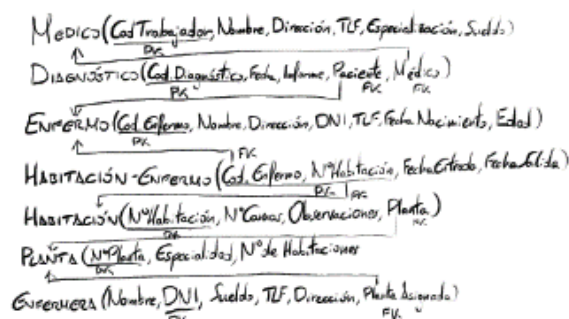 MEDICO(Cod Trabajador, Nombre, Dirección, TLF, Especialización, Sueldo)
PK
DIAGNÓSTICO(Cod.Diagnóstico, Fecha, Informe, Paciente, Médico)
PK FK FK
ENFERMO(Cod.Enfermo, Nombre, Dirección, DNI, TLF, Fecha Nacimiento, Edad)
PK
FK
HABITACIÓN-ENFERMO(Cod. Enfermo, NºHabitación, FechaEntrada, FechaSalida)
PK FK
HABITACIÓN(NºHabitación, NºCamas, Observaciones, Planta)
PK FK
PLANTA(NºPlanta, Especialidad, Nº de Habitaciones
PK
ENFERMERA(Nombre, DNI, Sueldo, TLF, Dirección, Planta Asignada)
PK FK